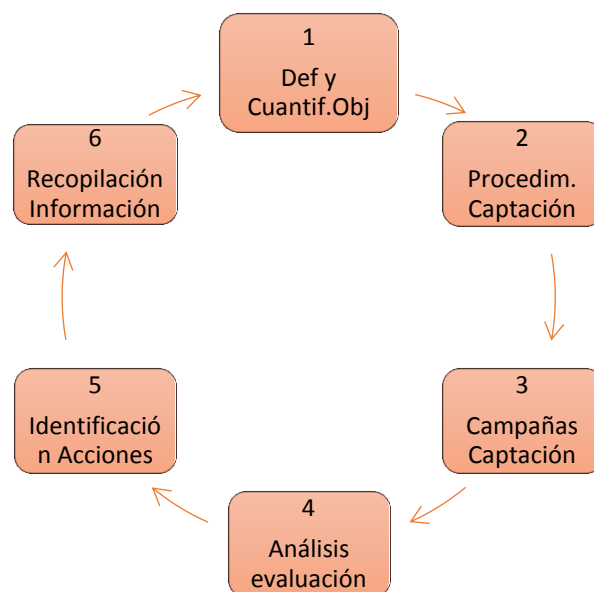 1
Def y
Cuantif.Obj
2
Procedim.
Captación
3
Campañas
Captación
4
Análisis
evaluación
5
Identificació
n Acciones
6
Recopilación
Información